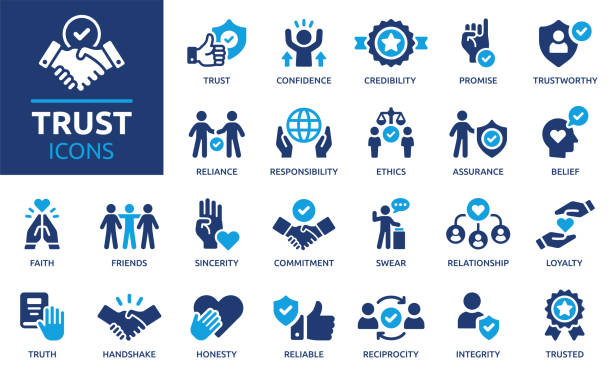 TRUST
ICONS
TRUST
CONFIDENCE
CREDIBILITY
PROMISE
TRUSTWORTHY
RELIANCE
RESPONSIBILITY
ETHICS
ASSURANCE
BELIEF
FAITH
FRIENDS
SINCERITY
COMMITMENT
SWEAR
RELATIONSHIP
LOYALTY
TRUTH
HANDSHAKE
HONESTY
RELIABLE
RECIPROCITY
INTEGRITY
TRUSTED